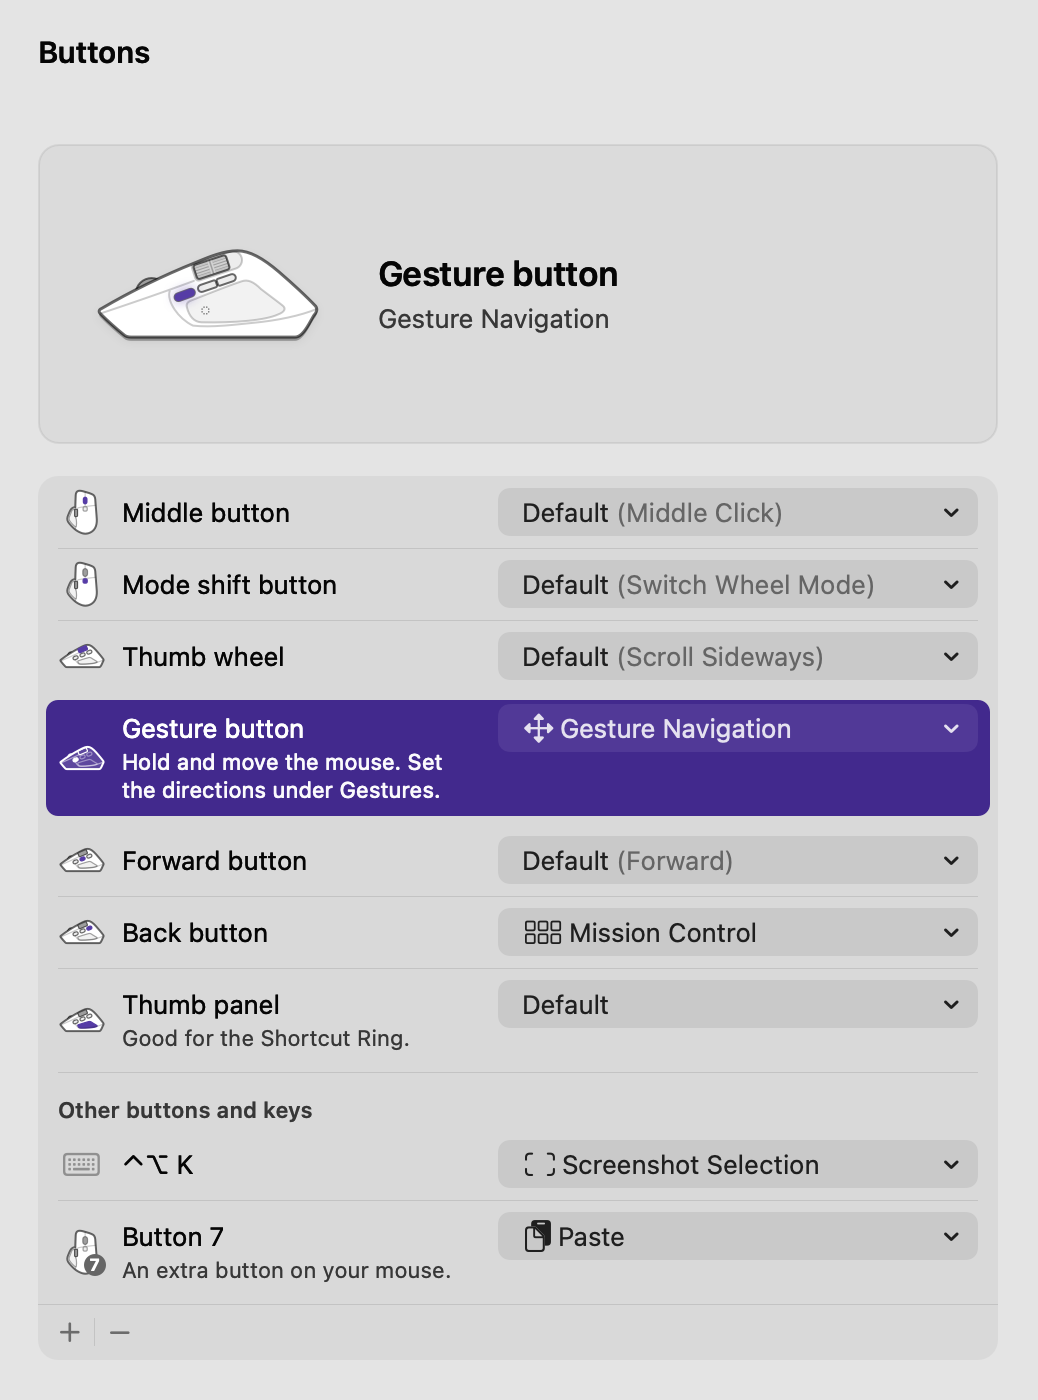 Buttons
Gesture button
Gesture Navigation
Middle button
Default (Middle Click)
Mode shift button
Default (Switch Wheel Mode)
Thumb wheel
Default (Scroll Sideways)
Gesture button
Gesture Navigation
Hold and move the mouse. Set
the directions under Gestures.
Forward button
Default (Forward)
Back button
Mission Control
Thumb panel
Default
Good for the Shortcut Ring.
Other buttons and keys
⌃⌥ K
Screenshot Selection
Button 7
Paste
7
An extra button on your mouse.